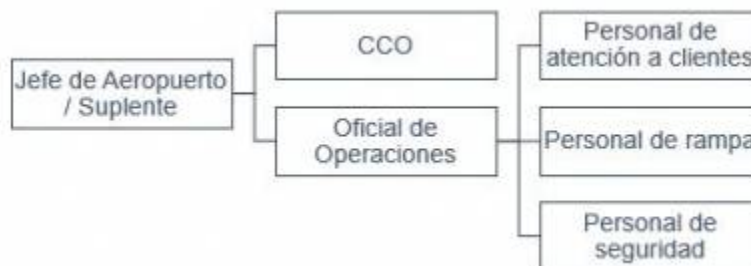 Jefe de Aeropuerto
/ Suplente
CCO
Oficial de
Operaciones
Personal de
atención a clientes
Personal de rampa
Personal de
seguridad